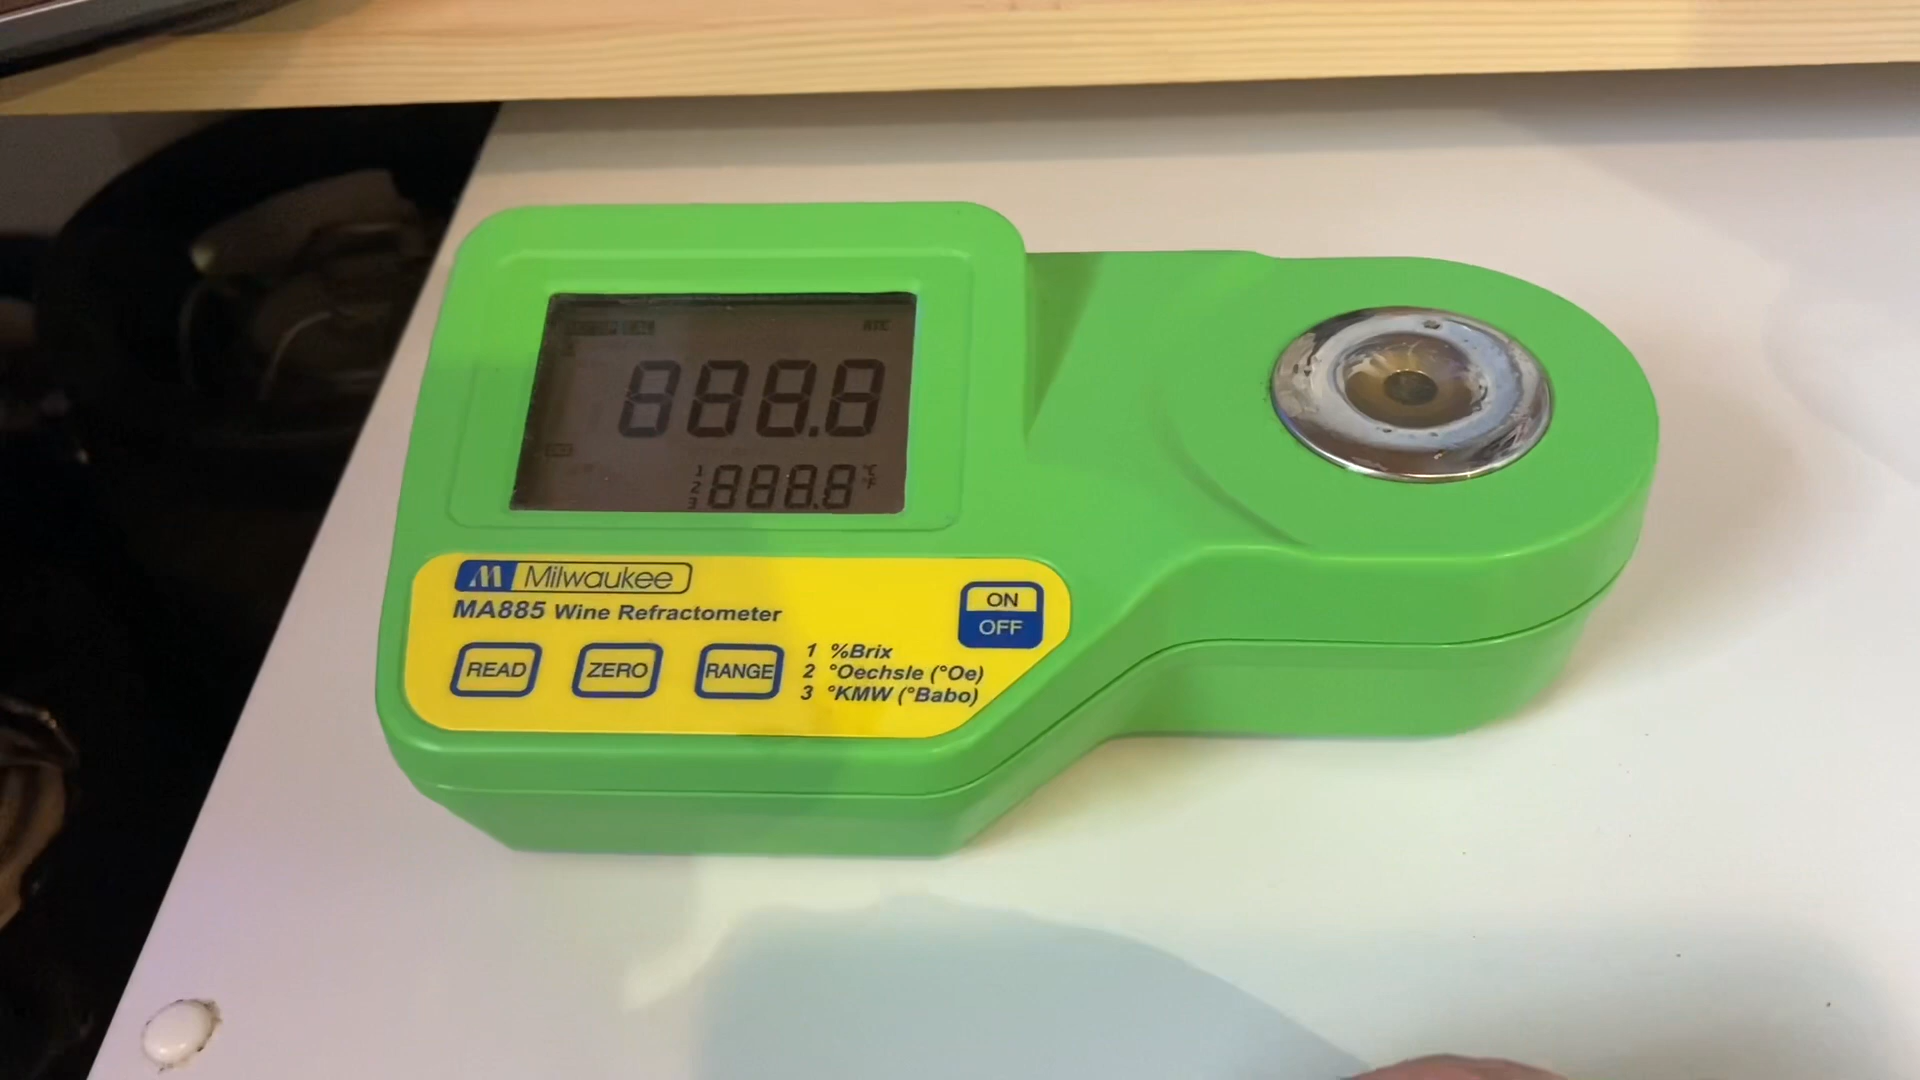 ATC
888.8
1
2
3
888.8
°C
°F
Milwaukee
MA885 Wine Refractometer
ON
OFF
READ
ZERO
RANGE
1 %Brix
2 °Oechsle (°Oe)
3 °KMW (°Babo)